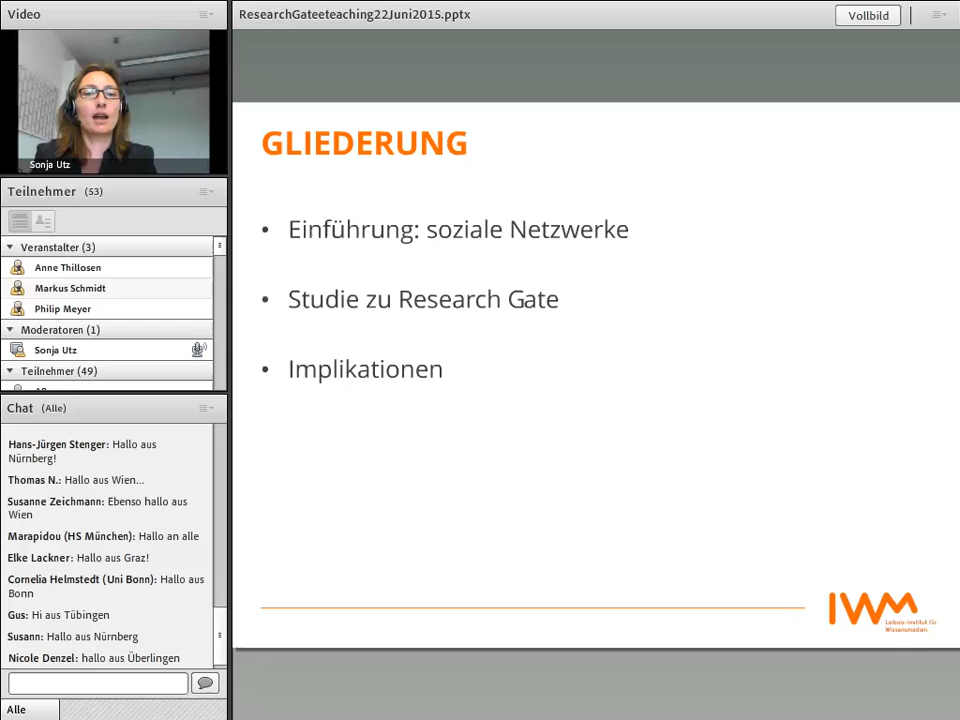 Video
ResearchGateeteaching22Juni2015.pptx
Vollbild
Sonja Utz
Teilnehmer (53)
Veranstalter (3)
Anne Thillosen
Markus Schmidt
Philip Meyer
Moderatoren (1)
Sonja Utz
Teilnehmer (49)
Chat (Alle)
Hans-Jürgen Stenger: Hallo aus
Nürnberg!
Thomas N.: Hallo aus Wien...
Susanne Zeichmann: Ebenso hallo aus
Wien
Marapidou (HS München): Hallo an alle
Elke Lackner: Hallo aus Graz!
Cornelia Helmstedt (Uni Bonn): Hallo aus
Bonn
Gus: Hi aus Tübingen
Susann: Hallo aus Nürnberg
Nicole Denzel: hallo aus Überlingen
Alle
GLIEDERUNG
• Einführung: soziale Netzwerke
• Studie zu Research Gate
• Implikationen
IWM
Leibniz-Institut für
Wissensmedien